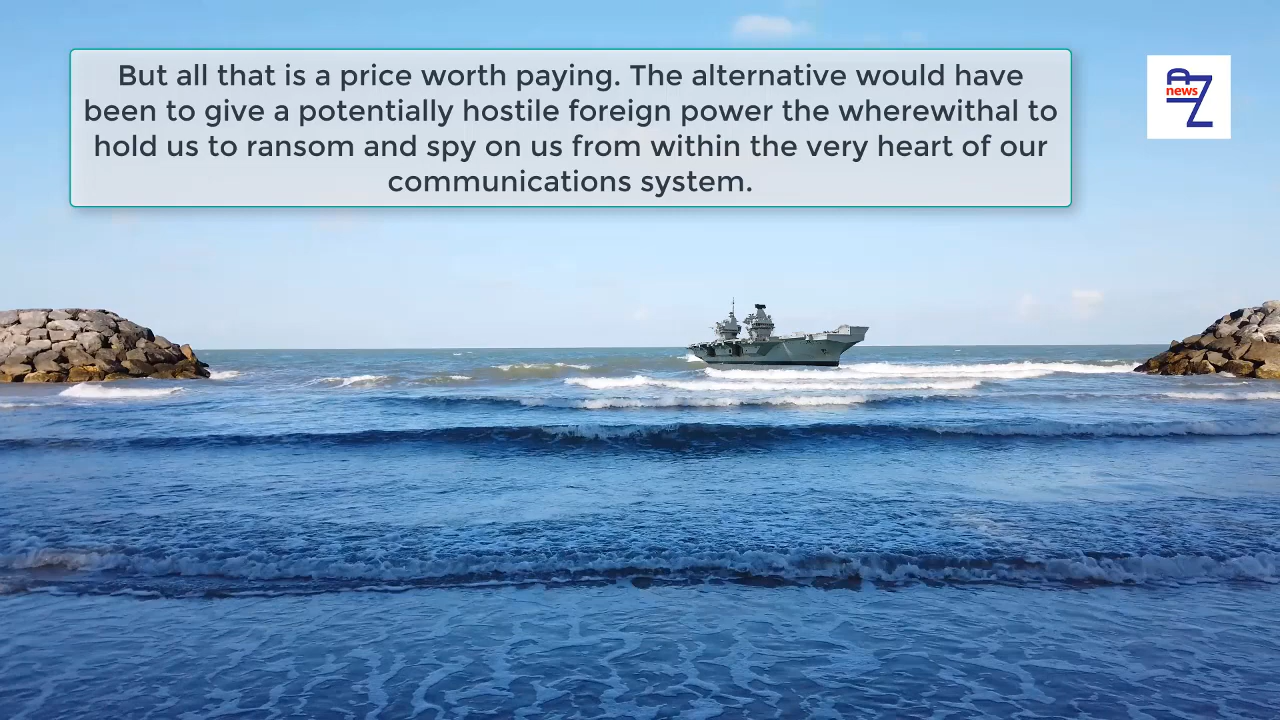 But all that is a price worth paying. The alternative would have
been to give a potentially hostile foreign power the wherewithal to
hold us to ransom and spy on us from within the very heart of our
communications system.
AZ
news